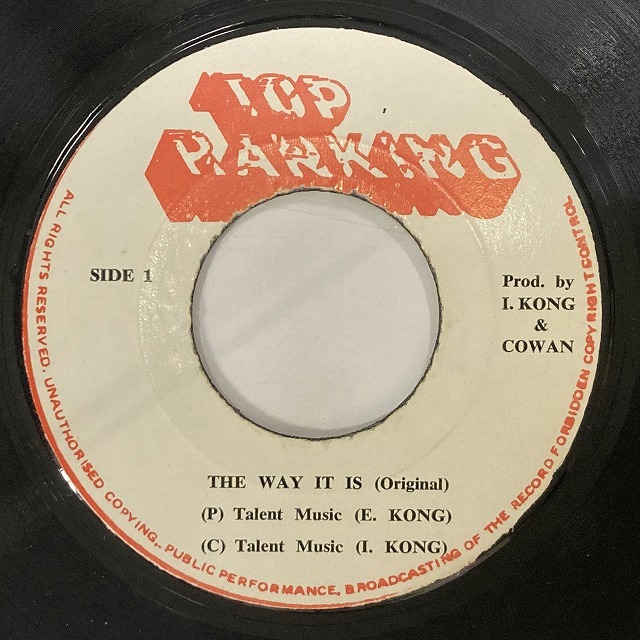 TOP
RANKING
SIDE 1
Prod. by
I. KONG
&
COWAN
THE WAY IT IS (Original)
(P) Talent Music (E. KONG)
(C) Talent Music (I. KONG)
ALL RIGHTS RESERVED. UNAUTHORISED COPYING, PUBLIC PERFORMANCE, BROADCASTING OF THE RECORD FORBIDDEN COPYRIGHT CONTROL